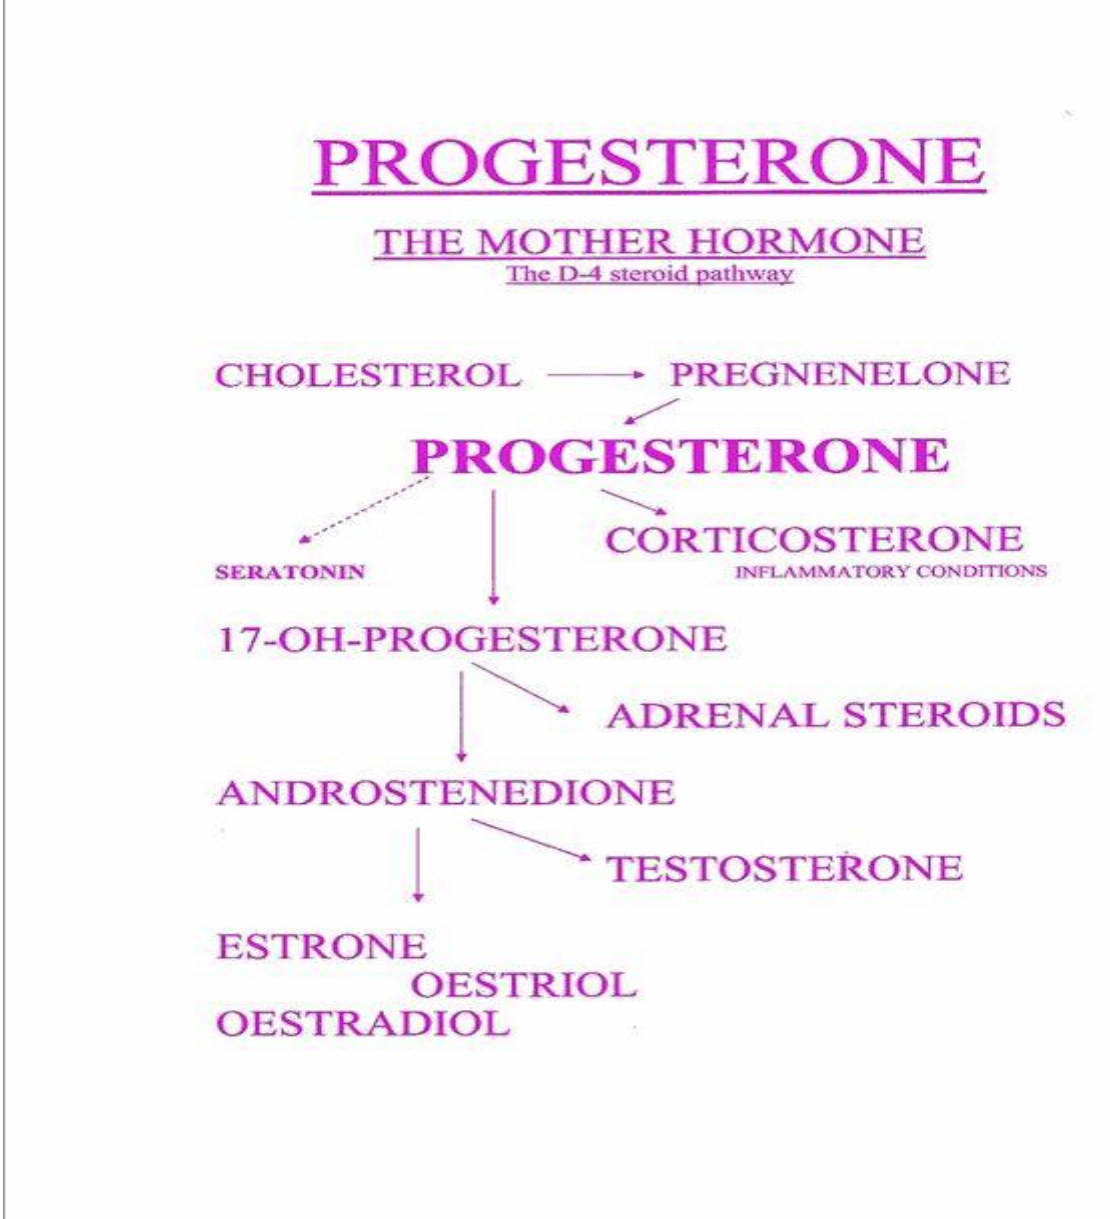 PROGESTERONE
THE MOTHER HORMONE
The D-4 steroid pathway
CHOLESTEROL PREGNENELONE
PROGESTERONE
CORTICOSTERONE
SERATONIN INFLAMMATORY CONDITIONS
17-OH-PROGESTERONE
ADRENAL STEROIDS
ANDROSTENEDIONE
TESTOSTERONE
ESTRONE
OESTRIOL
OESTRADIOL